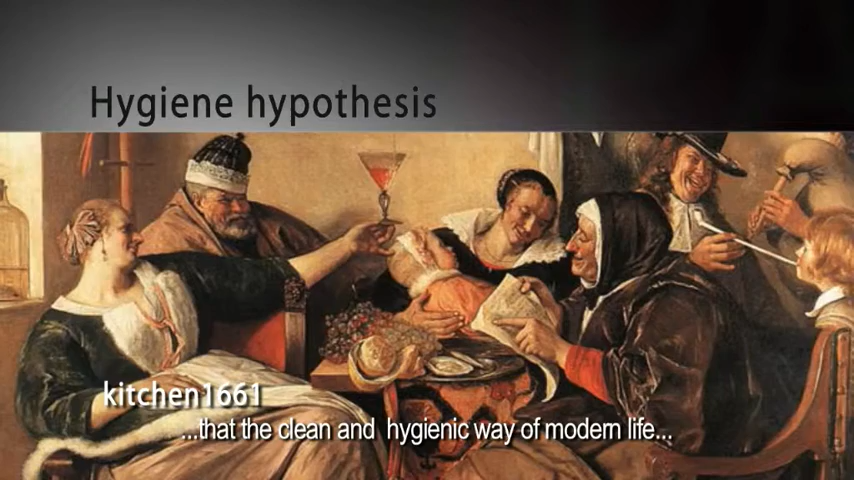 Hygiene hypothesis
kitchen1661
...that the clean and hygienic way of modern life...